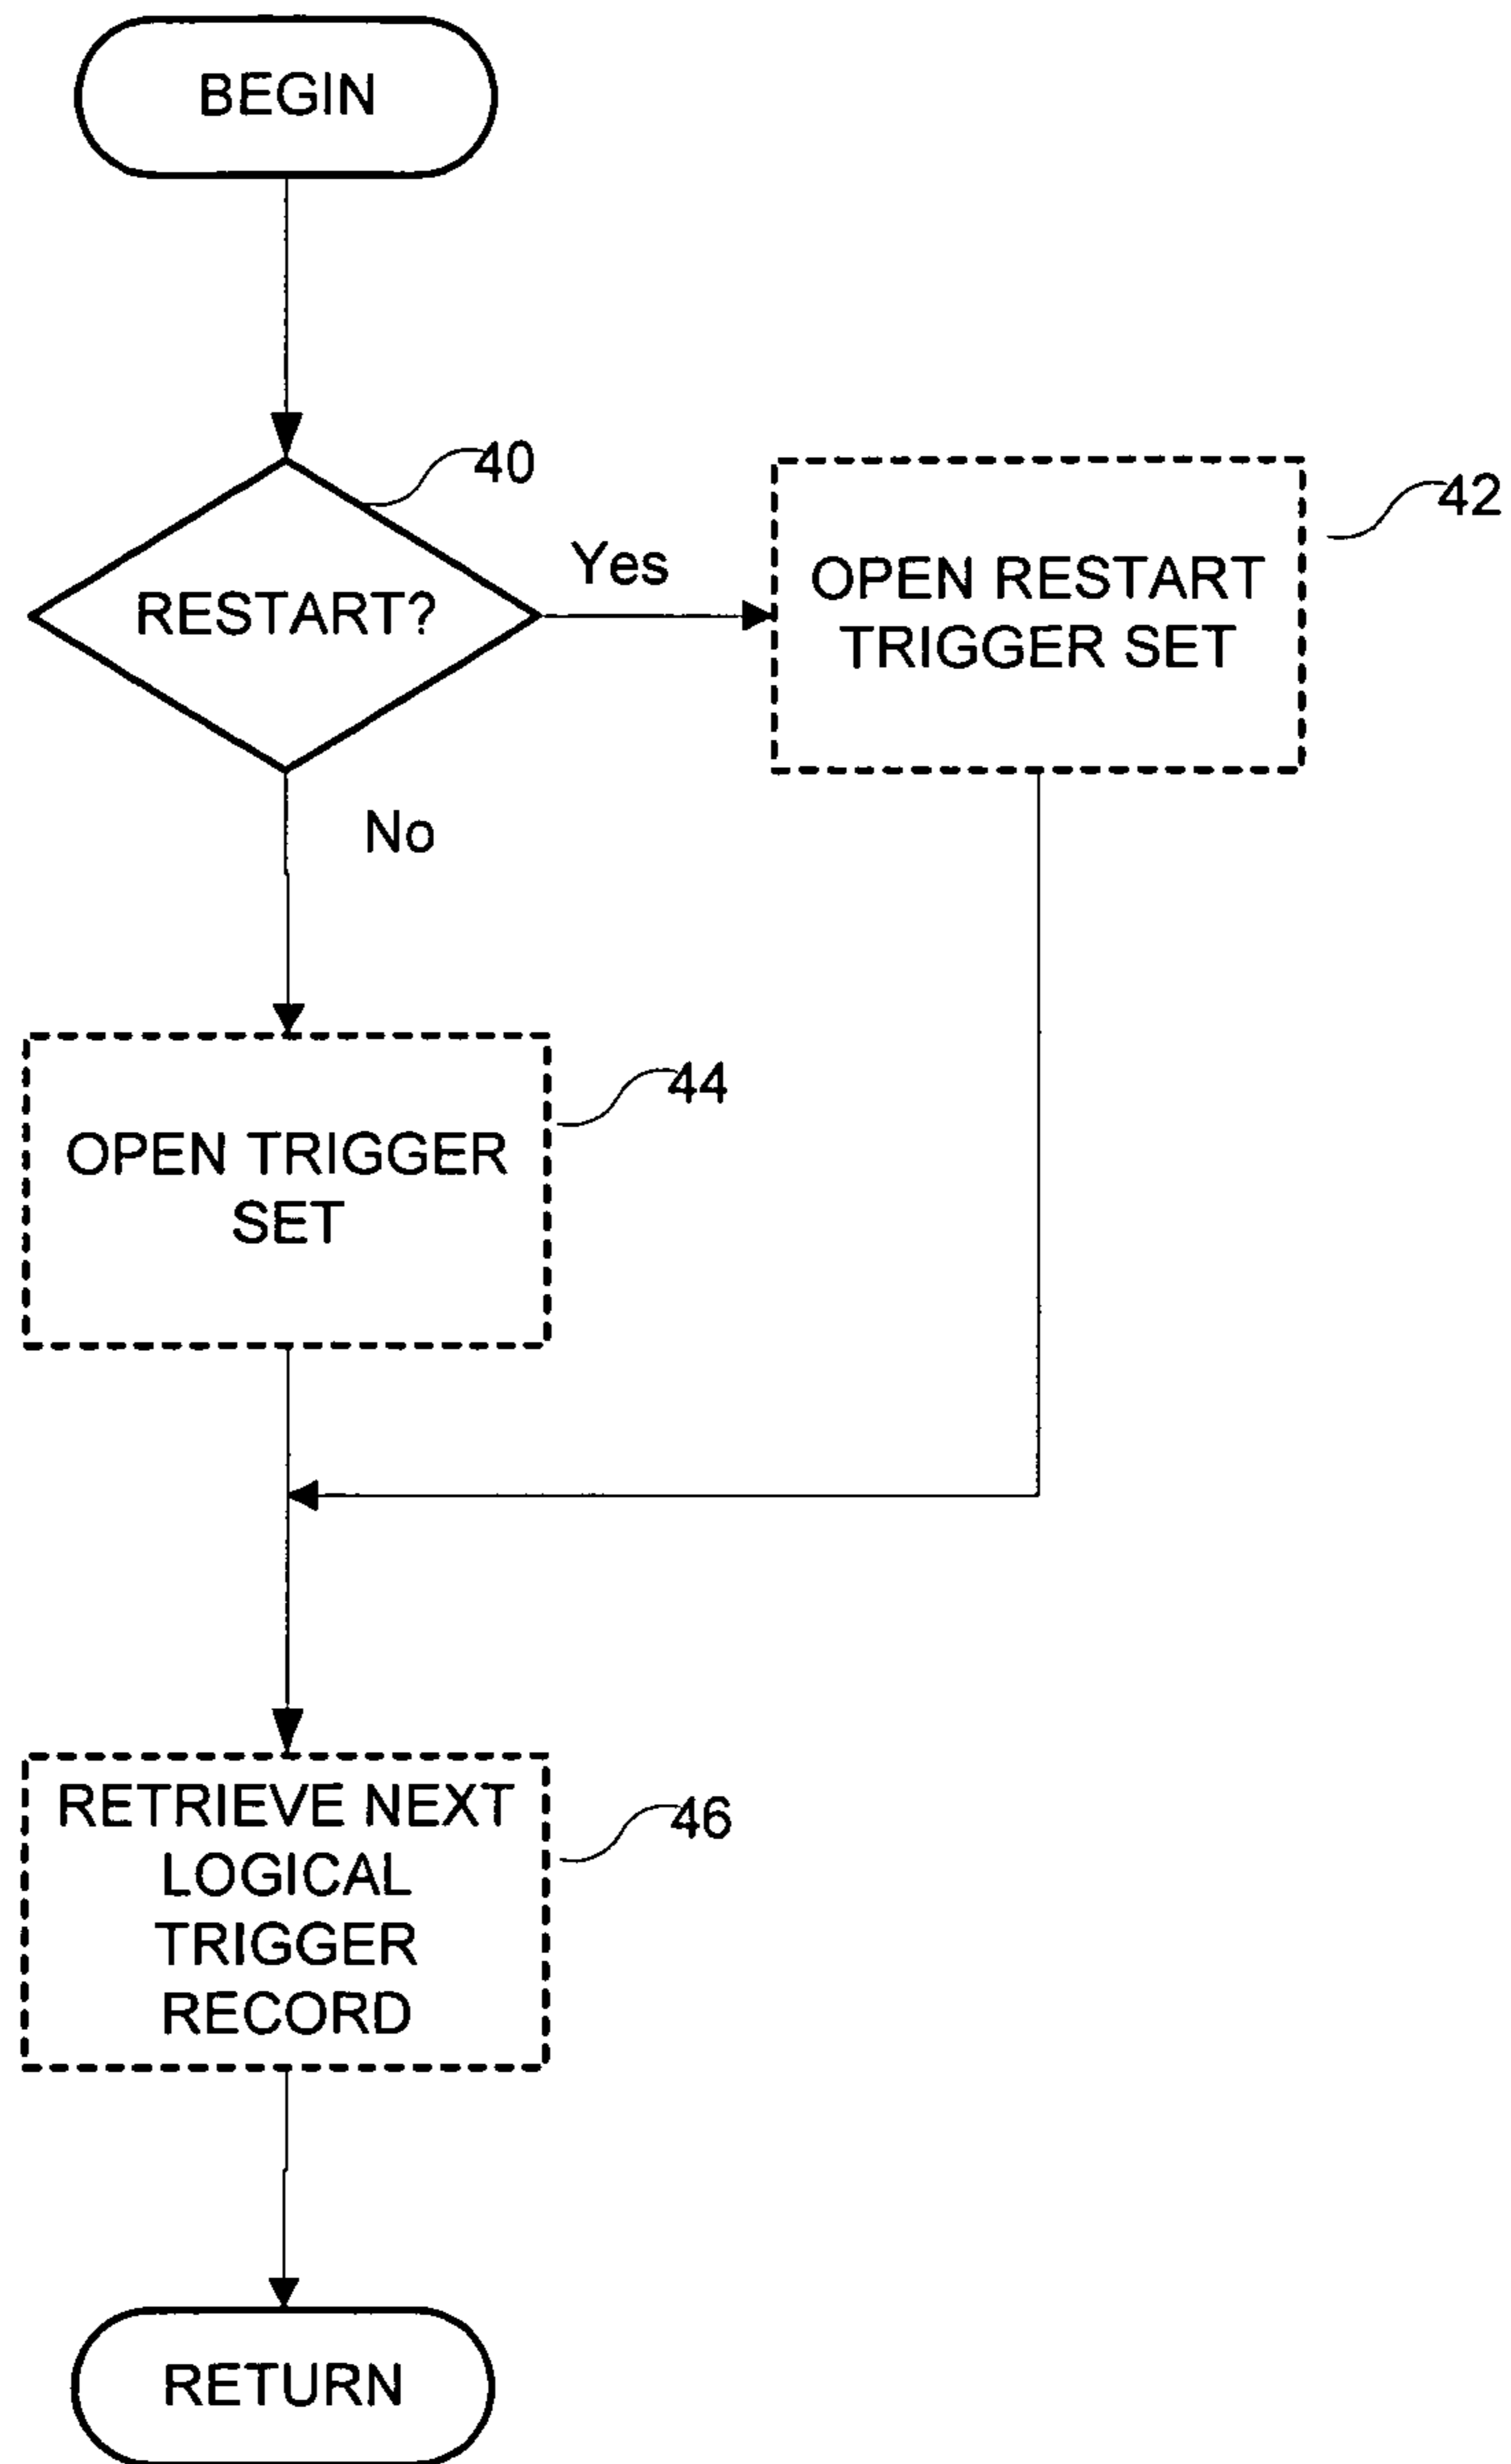 BEGIN
40
RESTART?
Yes
42
OPEN RESTART
TRIGGER SET
No
44
OPEN TRIGGER
SET
46
RETRIEVE NEXT
LOGICAL
TRIGGER
RECORD
RETURN